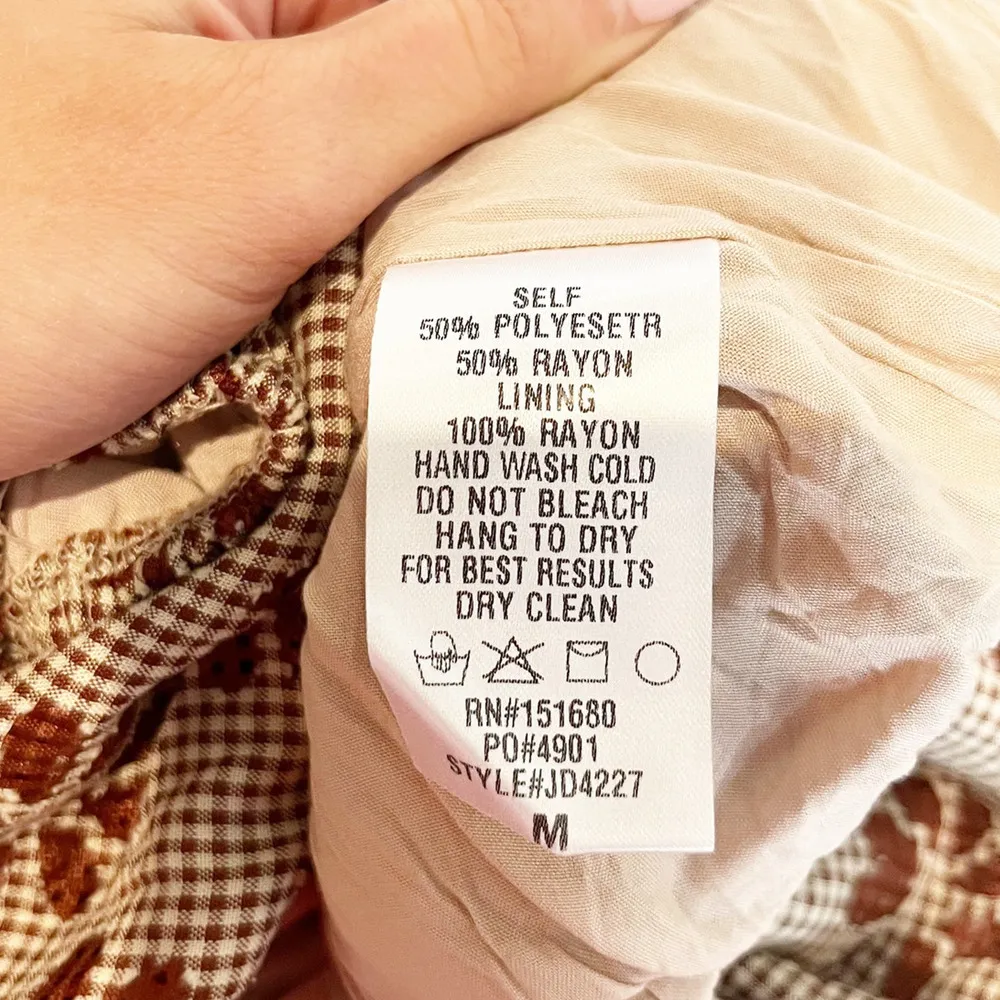 SELF
50% POLYESETR
50% RAYON
LINING
100% RAYON
HAND WASH COLD
DO NOT BLEACH
HANG TO DRY
FOR BEST RESULTS
DRY CLEAN
RN#151680
PO#4901
STYLE#JD4227
M